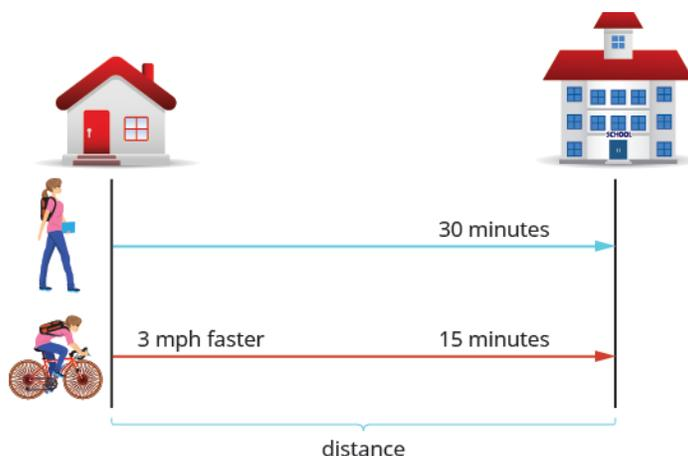 SCHOOL
30 minutes
3 mph faster
15 minutes
distance